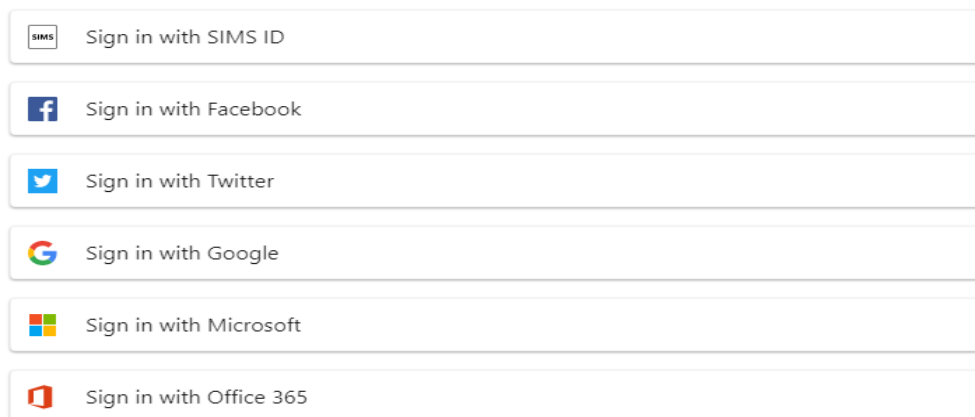 SIMS Sign in with SIMS ID
Sign in with Facebook
Sign in with Twitter
Sign in with Google
Sign in with Microsoft
Sign in with Office 365